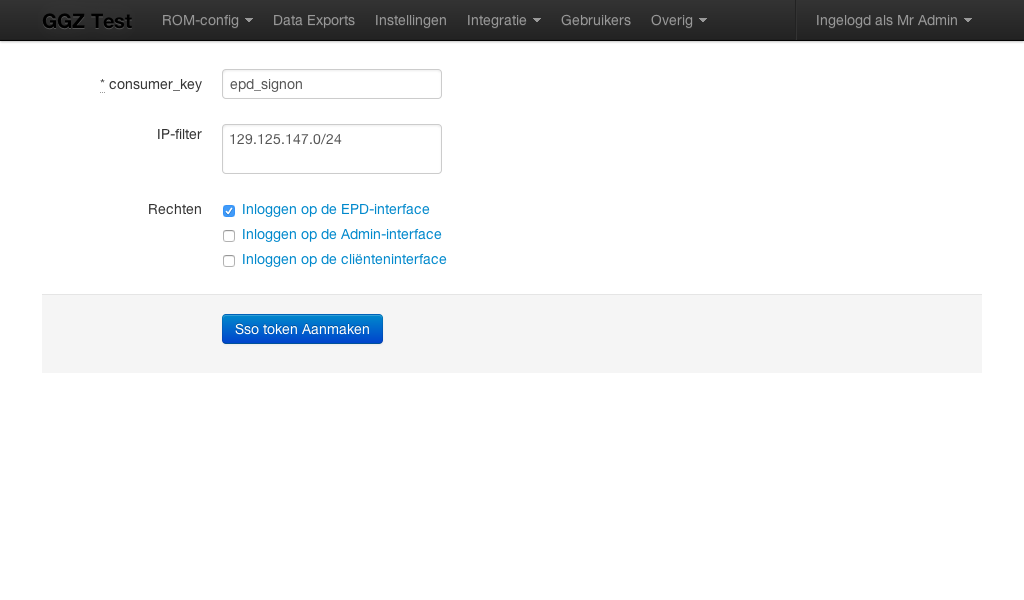 GGZ Test ROM-config Data Exports Instellingen Integratie Gebruikers Overig Ingelogd als Mr Admin
* consumer_key epd_signon
IP-filter 129.125.147.0/24
Rechten Inloggen op de EPD-interface
Inloggen op de Admin-interface
Inloggen op de cliënteninterface
Sso token Aanmaken